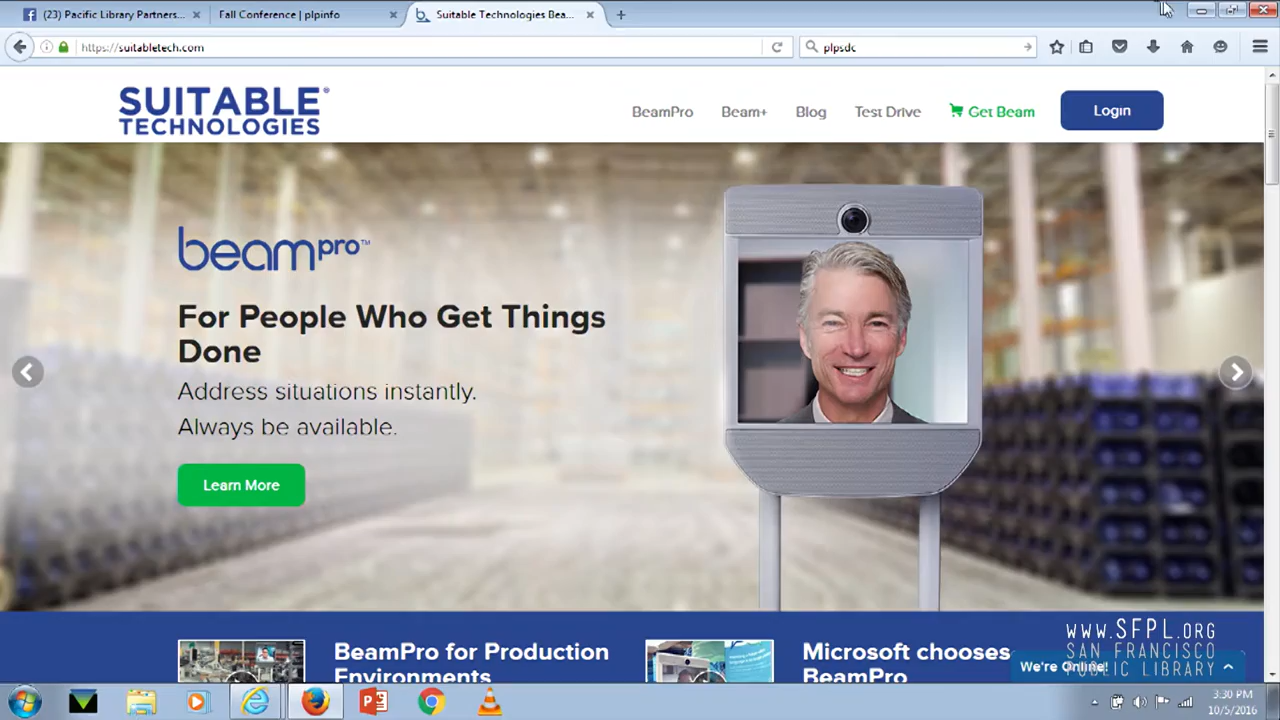 (23) Pacific Library Partners...
Fall Conference | plpinfo
Suitable Technologies Bea...
https://suitabletech.com
plpsdc
SUITABLE®
TECHNOLOGIES
BeamPro
Beam+
Blog
Test Drive
Get Beam
Login
beampro™
For People Who Get Things
Done
Address situations instantly.
Always be available.
Learn More
BeamPro for Production
Environments
Microsoft chooses
BeamPro
We're Online!
WWW.SFPL.ORG
SAN FRANCISCO
PUBLIC LIBRARY
3:30 PM
10/5/2016